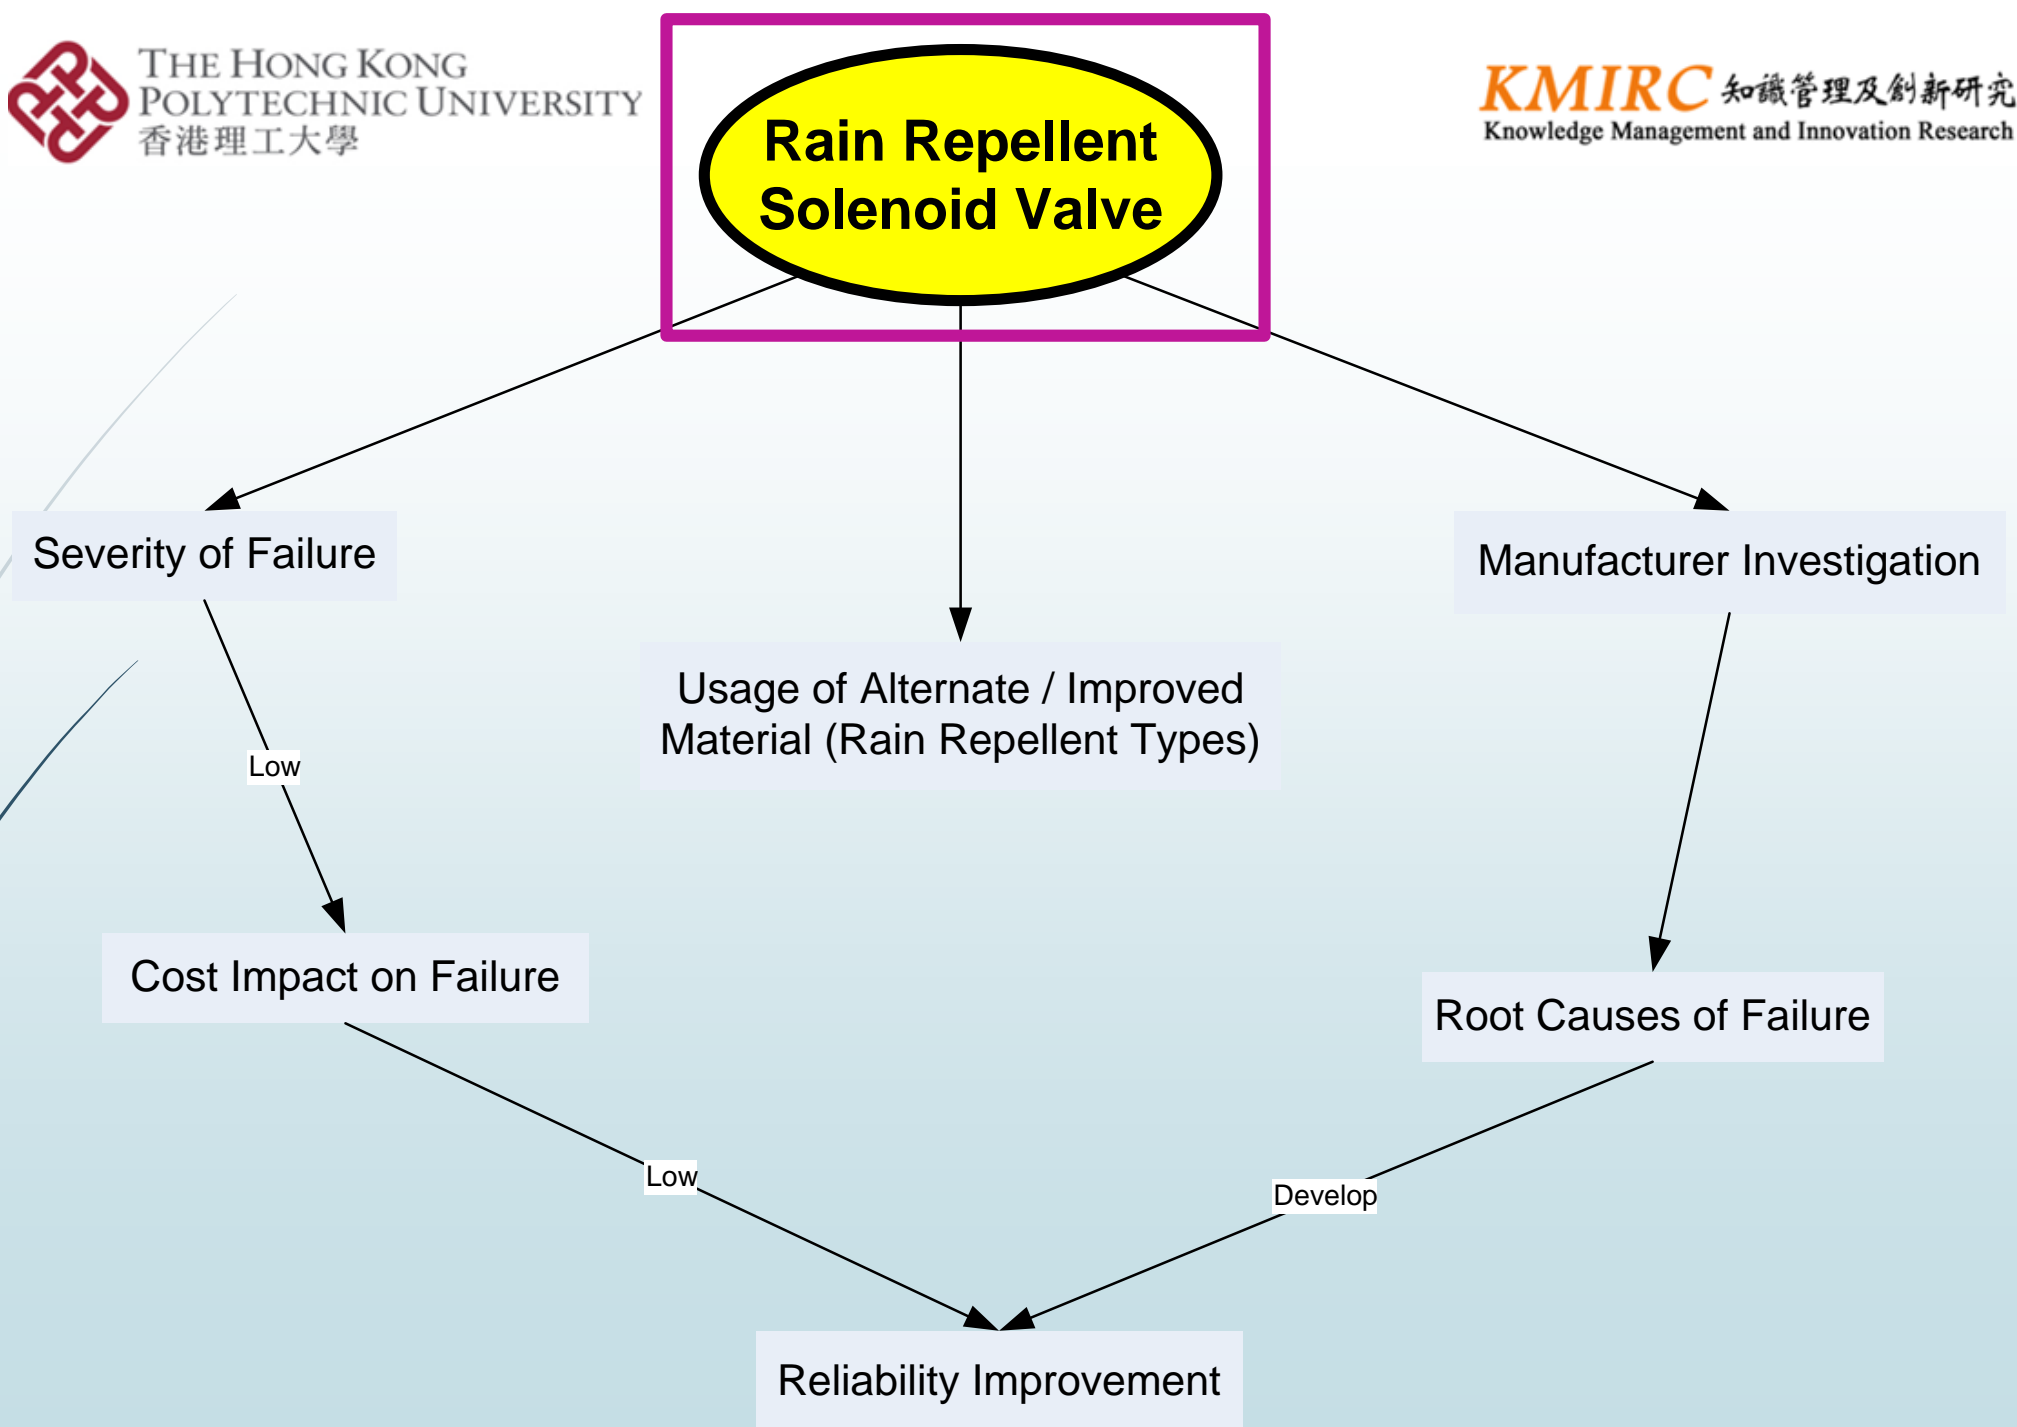 THE HONG KONG
POLYTECHNIC UNIVERSITY
香港理工大學
KMIRC 知識管理及創新研究
Knowledge Management and Innovation Research
Rain Repellent
Solenoid Valve
Severity of Failure
Manufacturer Investigation
Usage of Alternate / Improved
Material (Rain Repellent Types)
Low
Cost Impact on Failure
Root Causes of Failure
Low
Develop
Reliability Improvement